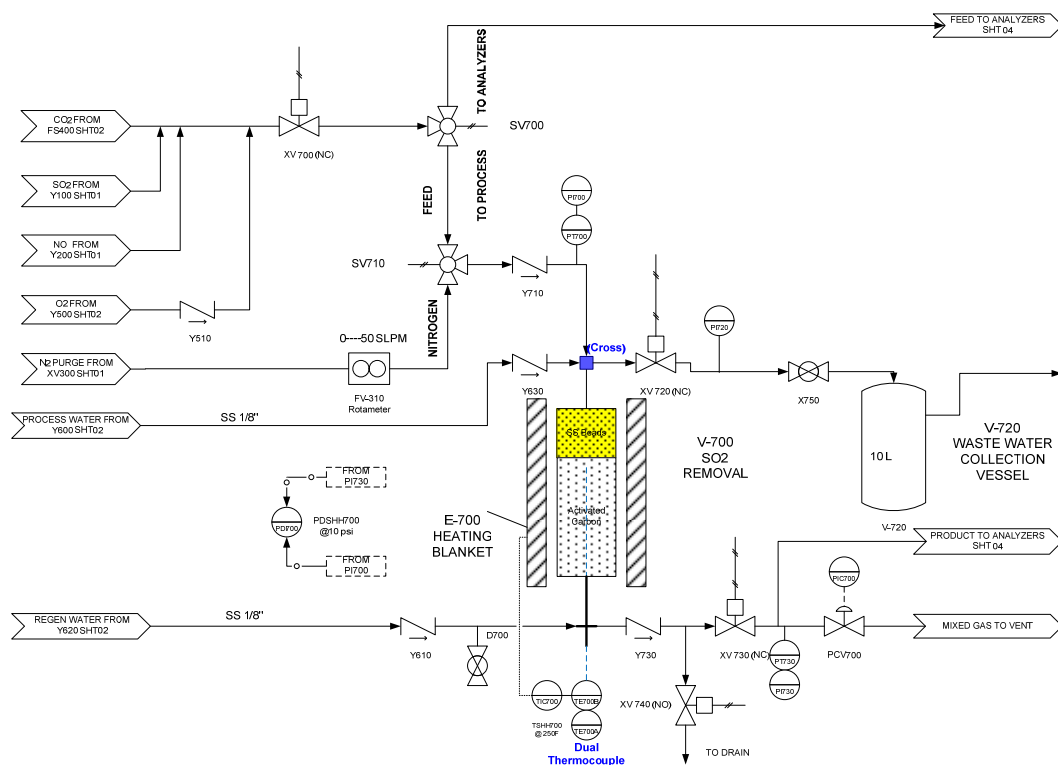 FEED TO ANALYZERS
SHT 04
TO ANALYZERS
CO2 FROM
FS400 SHT02
XV 700 (NC)
SV700
SO2 FROM
Y100 SHT01
FEED
TO PROCESS
PI700
PT700
NO FROM
Y200 SHT01
SV710
Y710
O2 FROM
Y500 SHT02
Y510
NITROGEN
0----50 SLPM
(Cross)
PI720
N2 PURGE FROM
XV300 SHT01
FV-310
Rotameter
Y630
XV 720 (NC)
X750
PROCESS WATER FROM
Y600 SHT02
SS 1/8"
SS Beads
V-700
SO2
REMOVAL
10 L
V-720
WASTE WATER
COLLECTION
VESSEL
FROM
PI730
PDI700
PDSHH700
@10 psi
E-700
HEATING
BLANKET
Activated
Carbon
V-720
FROM
PI700
PRODUCT TO ANALYZERS
SHT 04
PIC700
REGEN WATER FROM
Y620 SHT02
SS 1/8"
MIXED GAS TO VENT
Y610
D700
Y730
XV 730 (NC)
PT730
PI730
PCV700
TIC700
TE700B
XV 740 (NO)
TSHH700
@250F
TE700A
Dual
Thermocouple
TO DRAIN